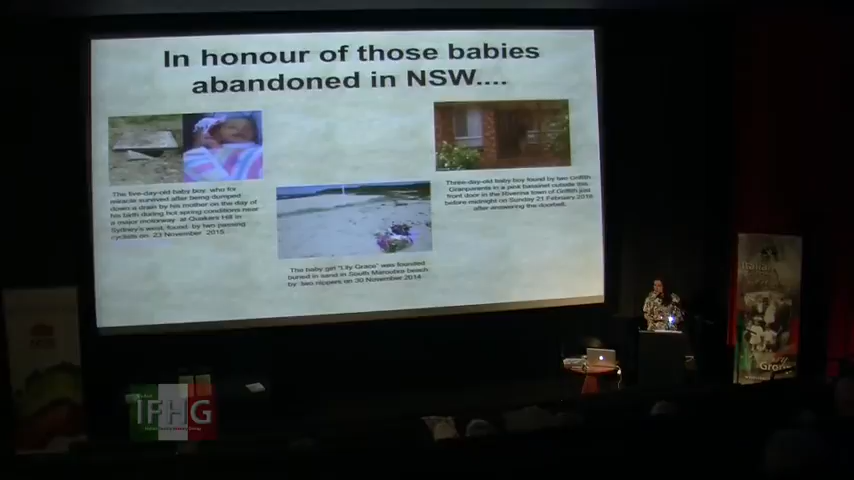 In honour of those babies
abandoned in NSW....
The five-day-old baby boy who for
miracle survived after being dumped
down a drain by his mother on the day of
his birth during hot spring conditions near
a major motorway at Quakers Hill in
Sydney's west, found by two passing
cyclists on 23 November 2015
The baby girl "Lily Grace" was founded
buried in sand in South Maroubra beach
by two nippers on 30 November 2014
Three-day-old baby boy found by two Griffith
Granparents in a pink bassinet outside this
front door in the Riverina town of Griffith just
before midnight on Sunday 21 February 2016
after answering the doorbell.
IFHG
Italian